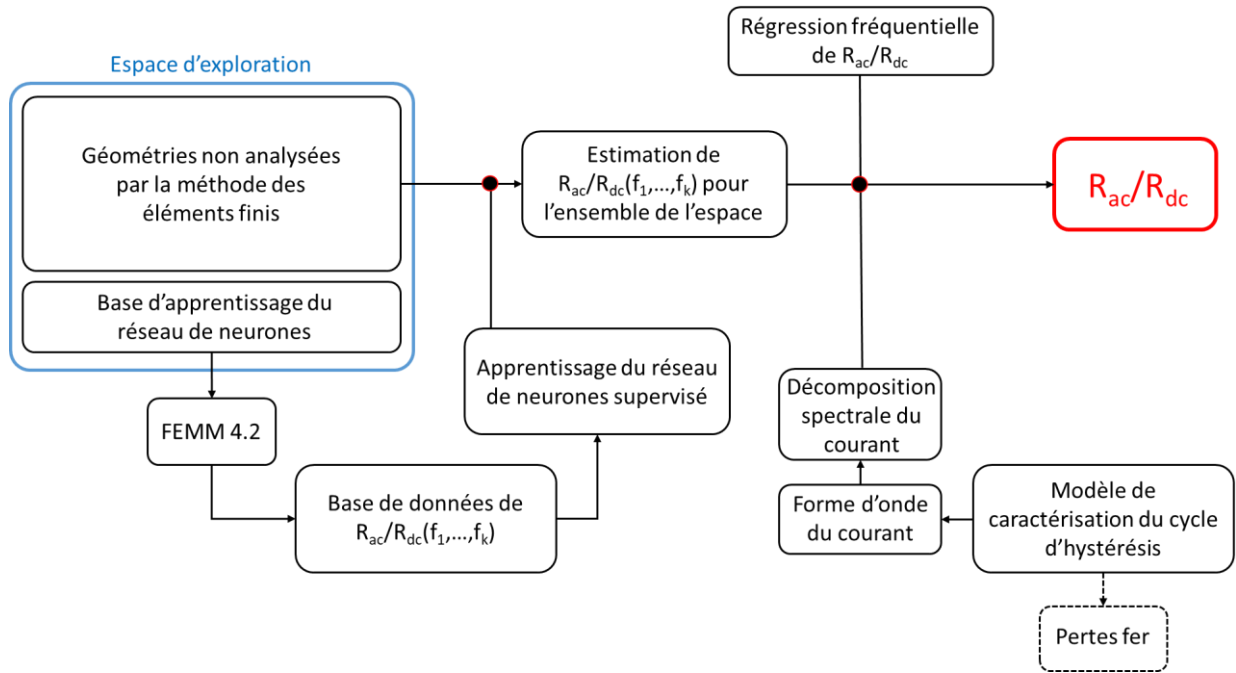 Espace d'exploration
Géométries non analysées
par la méthode des
éléments finis
Base d'apprentissage du
réseau de neurones
FEMM 4.2
Base de données de
Rac/Rdc(f1,...,fk)
Apprentissage du réseau
de neurones supervisé
Estimation de
Rac/Rdc(f1,...,fk) pour
l'ensemble de l'espace
Régression fréquentielle
de Rac/Rdc
Rac/Rdc
Décomposition
spectrale du
courant
Forme d'onde
du courant
Modèle de
caractérisation du cycle
d'hystérésis
Pertes fer